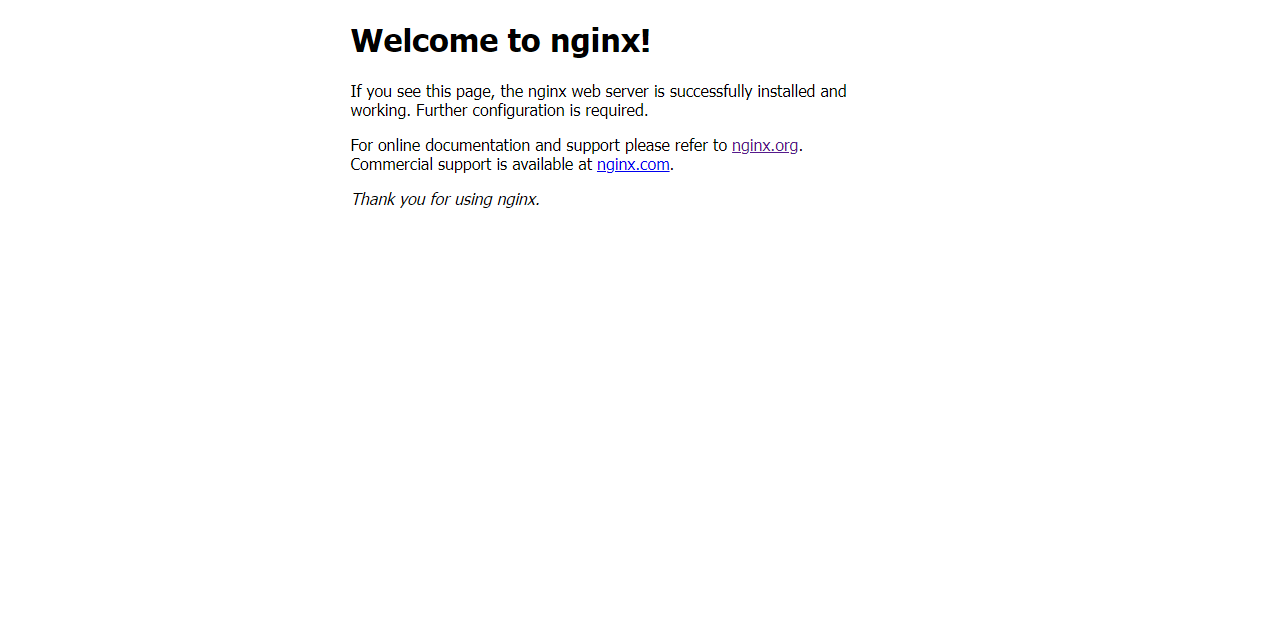 Welcome to nginx!
If you see this page, the nginx web server is successfully installed and
working. Further configuration is required.
For online documentation and support please refer to nginx.org.
Commercial support is available at nginx.com.
Thank you for using nginx.